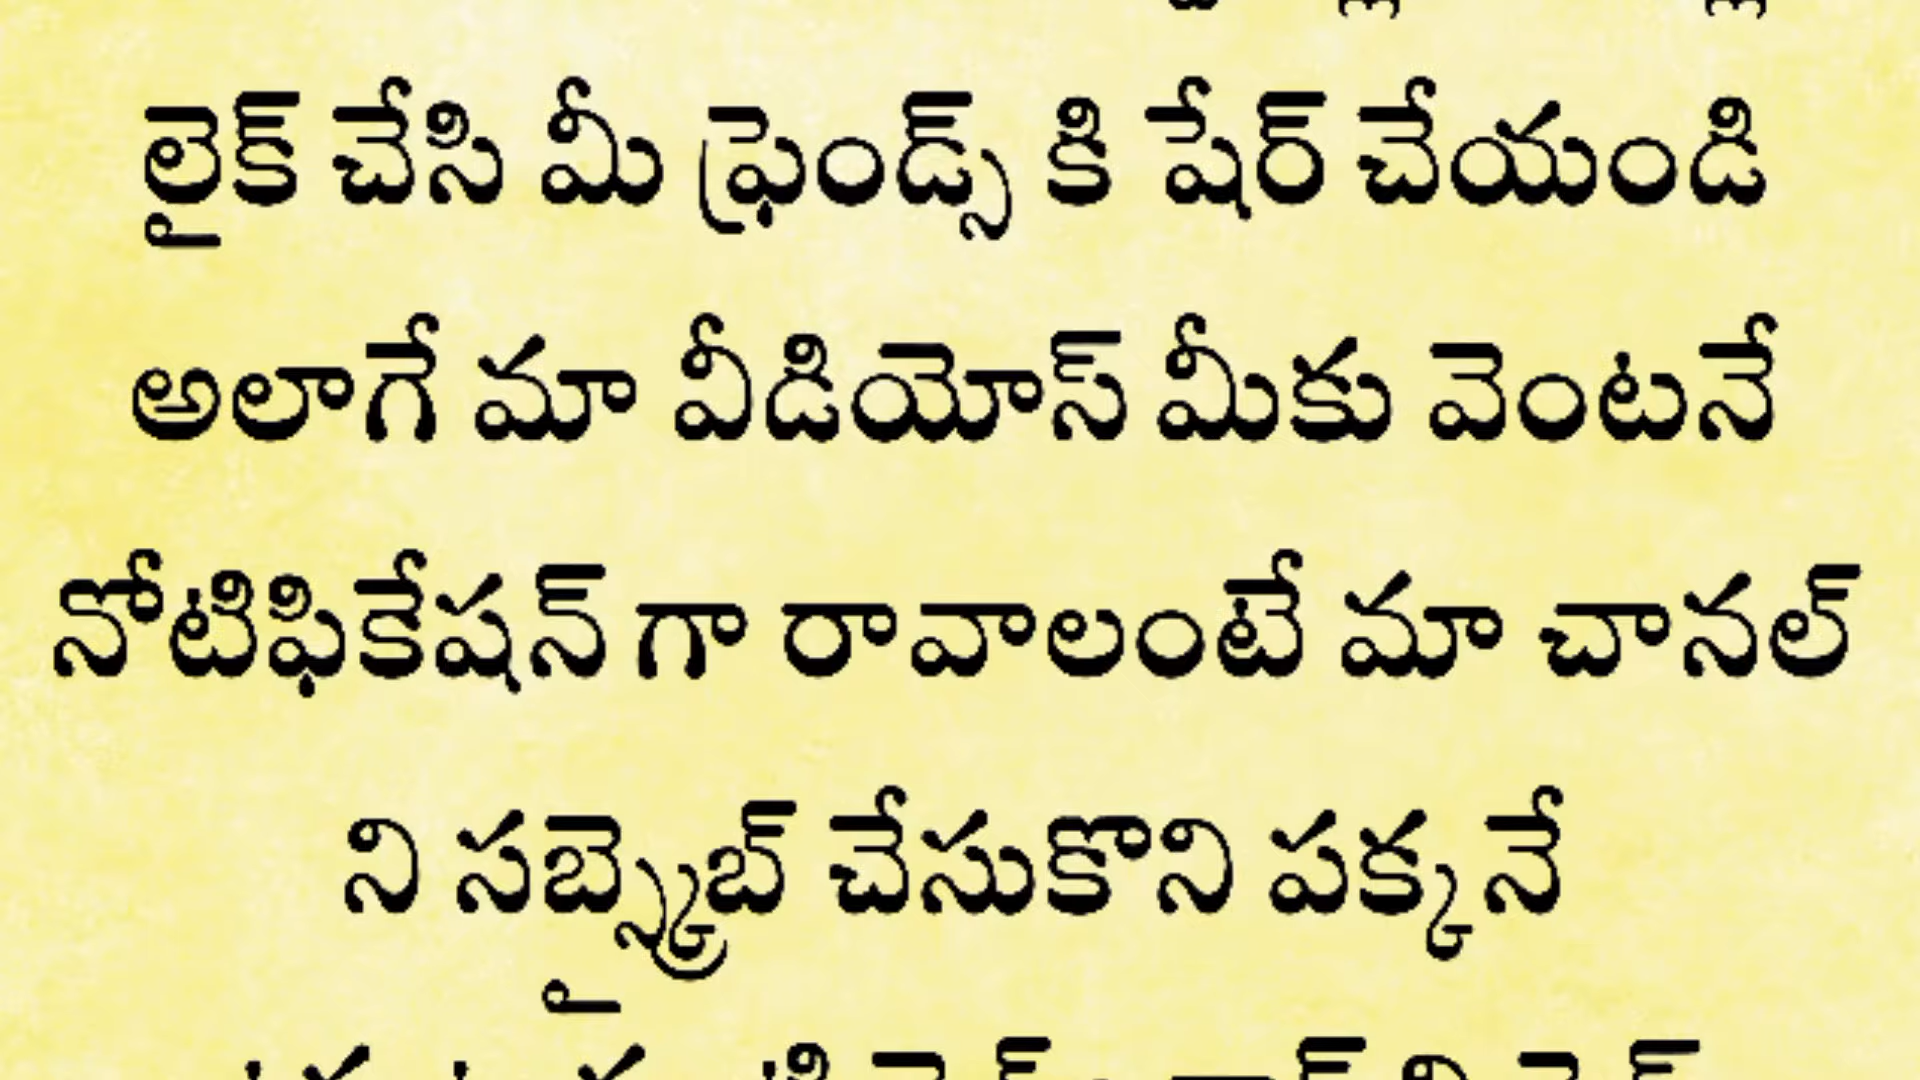 లైక్ చేసి మీ ఫ్రెండ్స్ కి షేర్ చేయండి
అలాగే మా వీడియోస్ మీకు వెంటనే
నోటిఫికేషన్ గా రావాలంటే మా చానల్
ని సబ్స్క్రైబ్ చేసుకొని పక్కనే